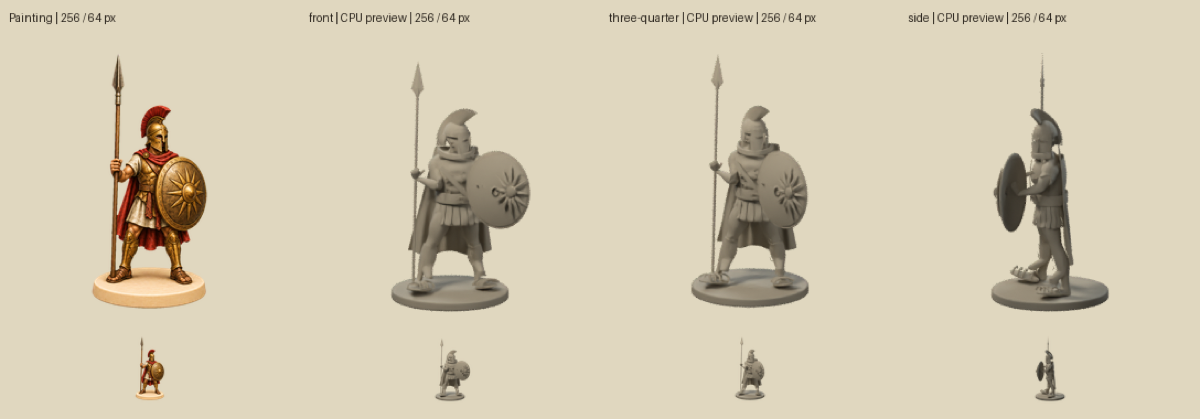 Painting | 256 / 64 px
front | CPU preview | 256 / 64 px
three-quarter | CPU preview | 256 / 64 px
side | CPU preview | 256 / 64 px